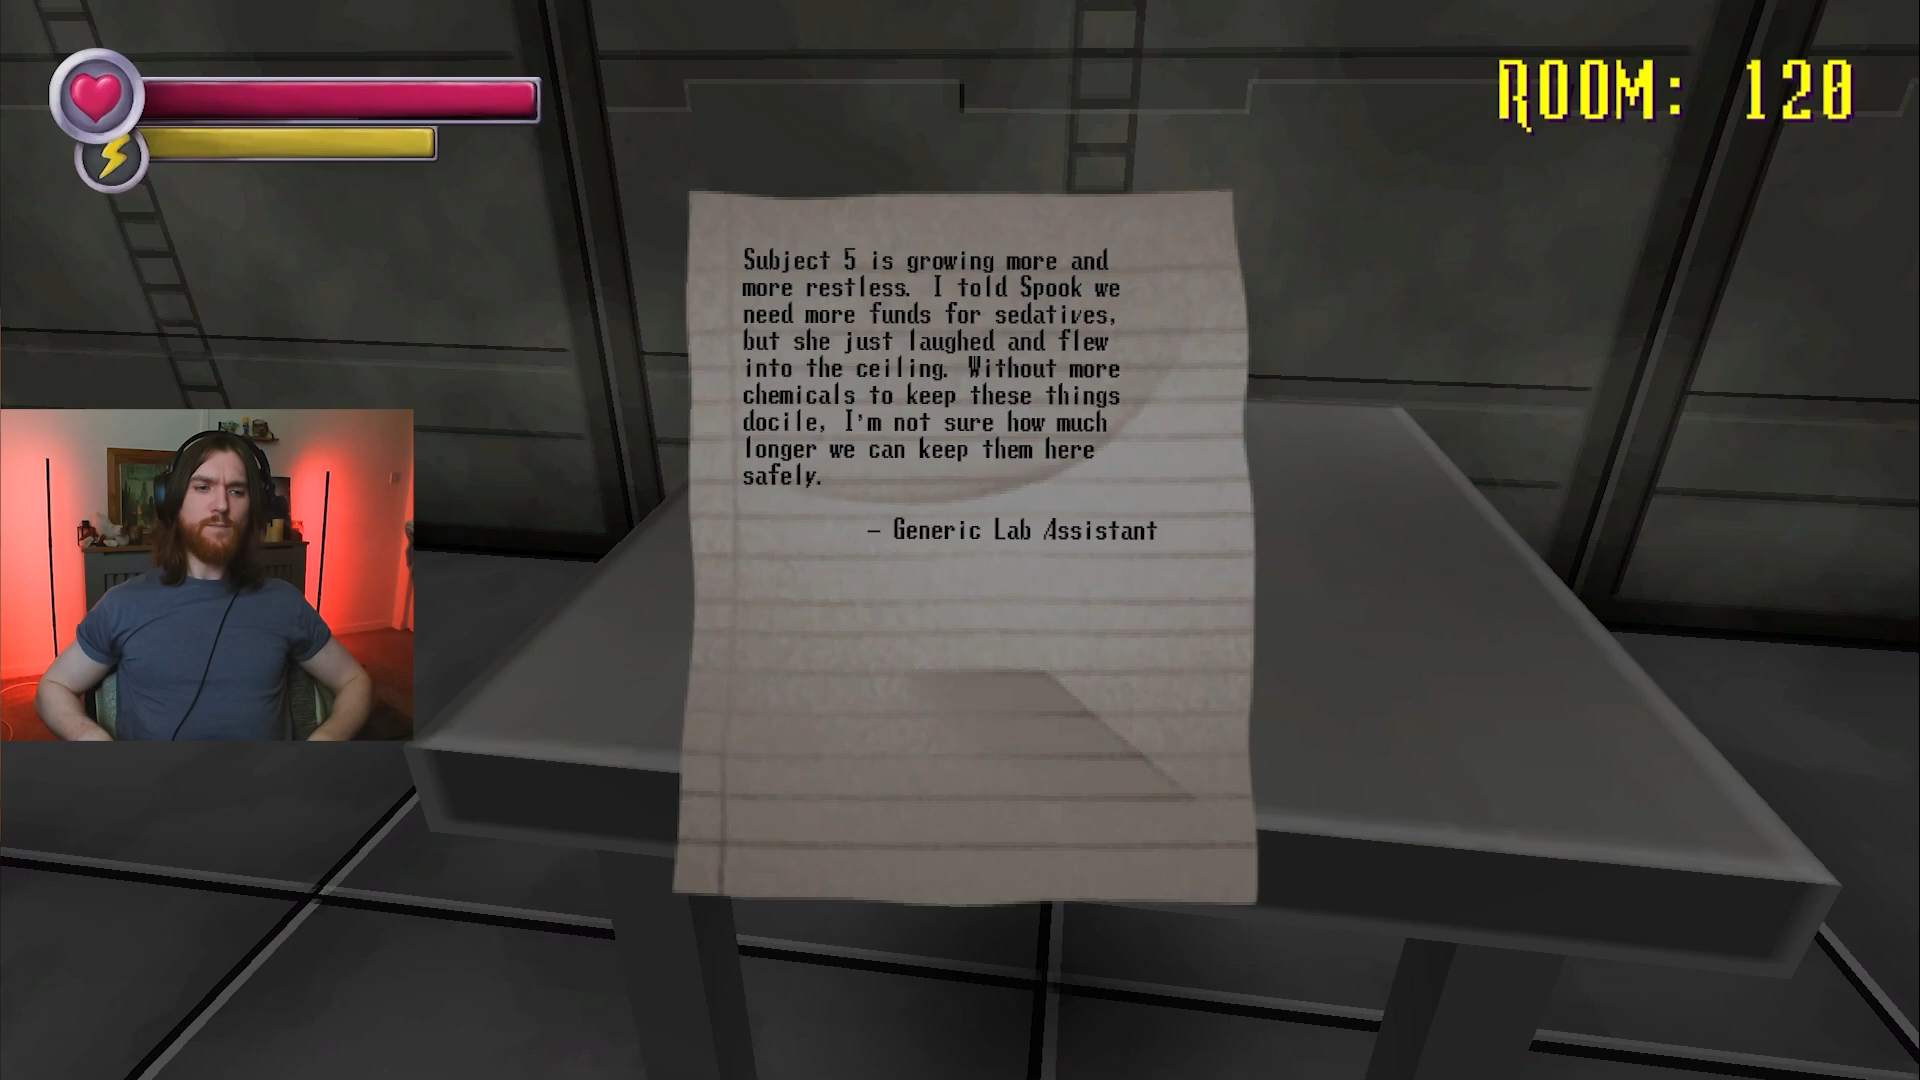 ROOM: 120
Subject 5 is growing more and
more restless. I told Spook we
need more funds for sedatives,
but she just laughed and flew
into the ceiling. Without more
chemicals to keep these things
docile, I'm not sure how much
longer we can keep them here
safely.
- Generic Lab Assistant